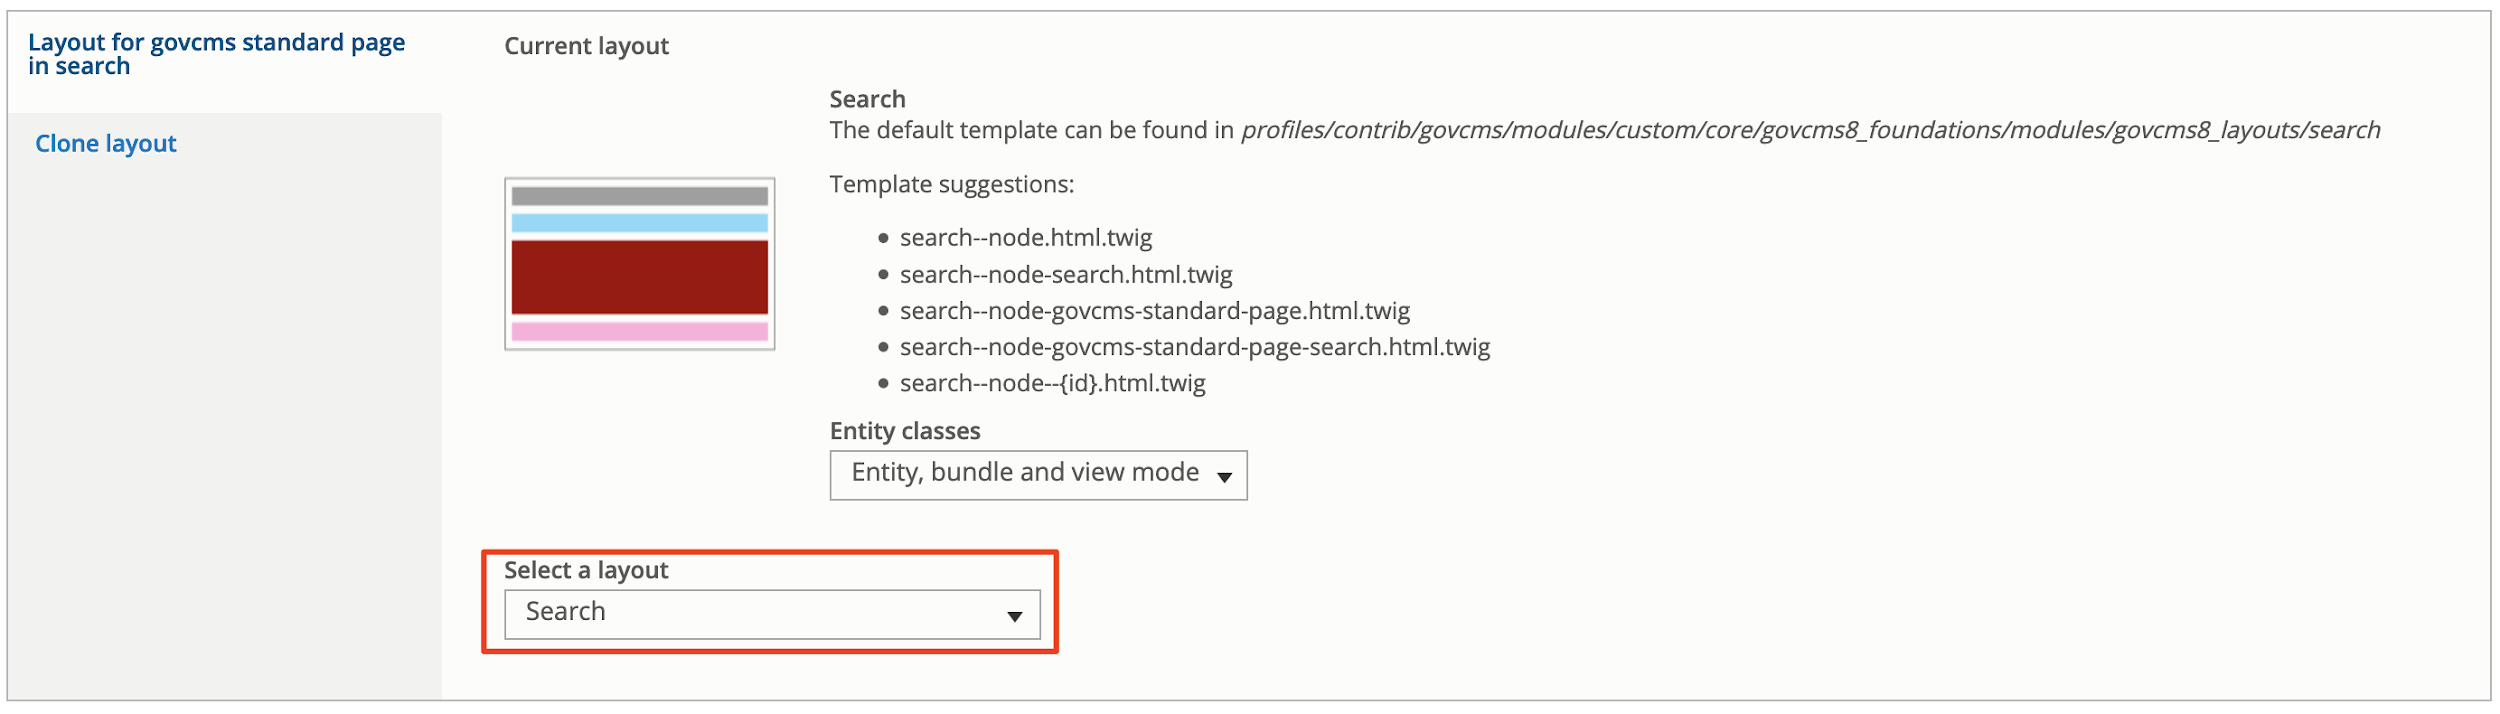 Layout for govcms standard page
in search
Clone layout
Current layout
Search
The default template can be found in profiles/contrib/govcms/modules/custom/core/govcms8_foundations/modules/govcms8_layouts/search
Template suggestions:
search--node.html.twig
search--node-search.html.twig
search--node-govcms-standard-page.html.twig
search--node-govcms-standard-page-search.html.twig
search--node--{id}.html.twig
Entity classes
Entity, bundle and view mode
Select a layout
Search